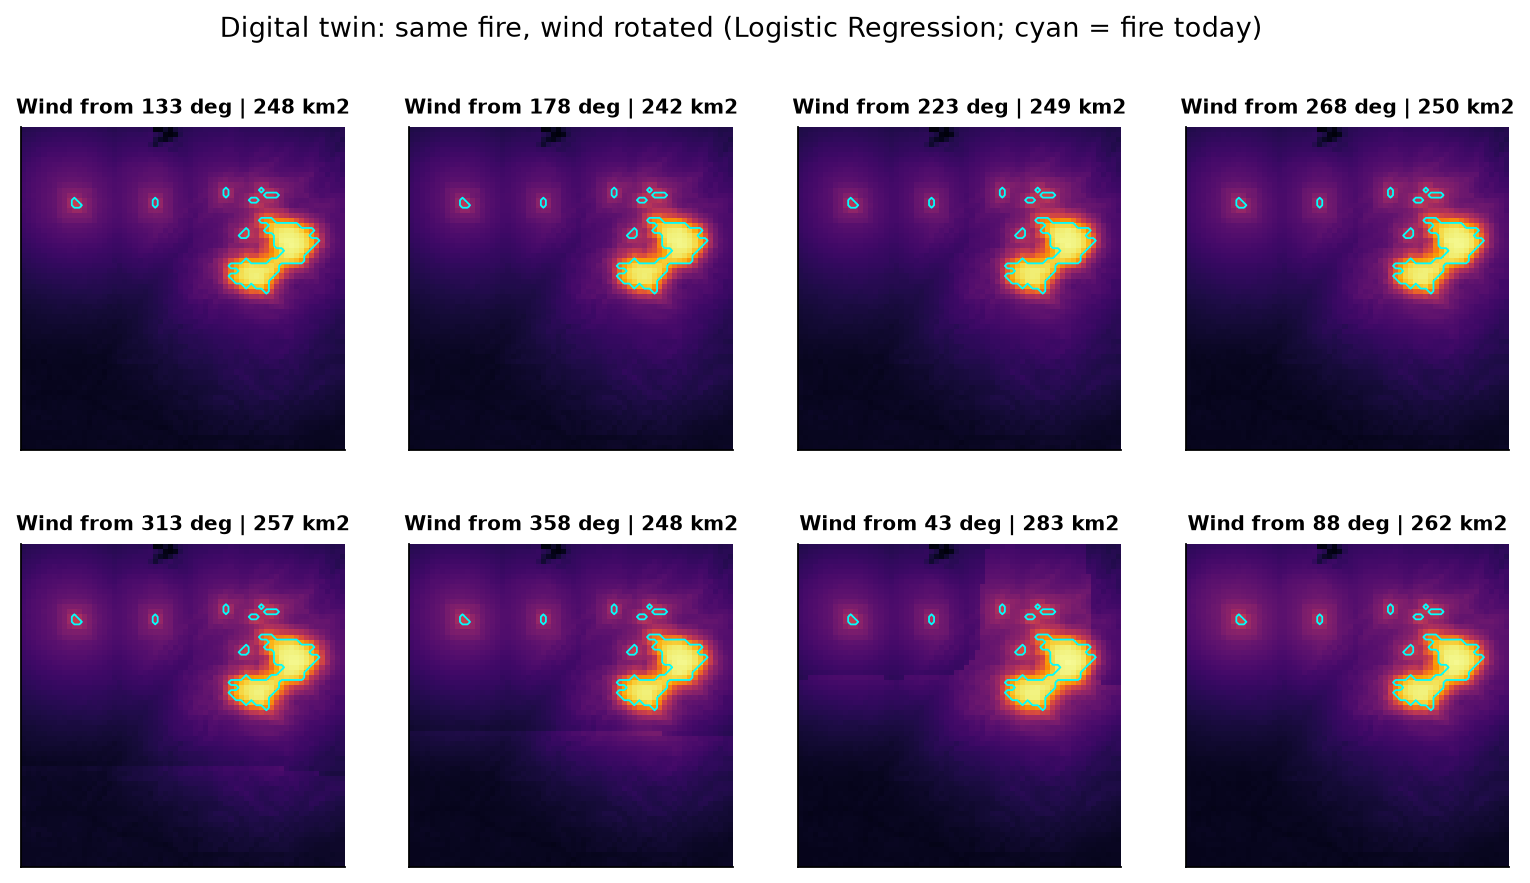 Digital twin: same fire, wind rotated (Logistic Regression; cyan = fire today)
Wind from 133 deg | 248 km2
Wind from 178 deg | 242 km2
Wind from 223 deg | 249 km2
Wind from 268 deg | 250 km2
Wind from 313 deg | 257 km2
Wind from 358 deg | 248 km2
Wind from 43 deg | 283 km2
Wind from 88 deg | 262 km2